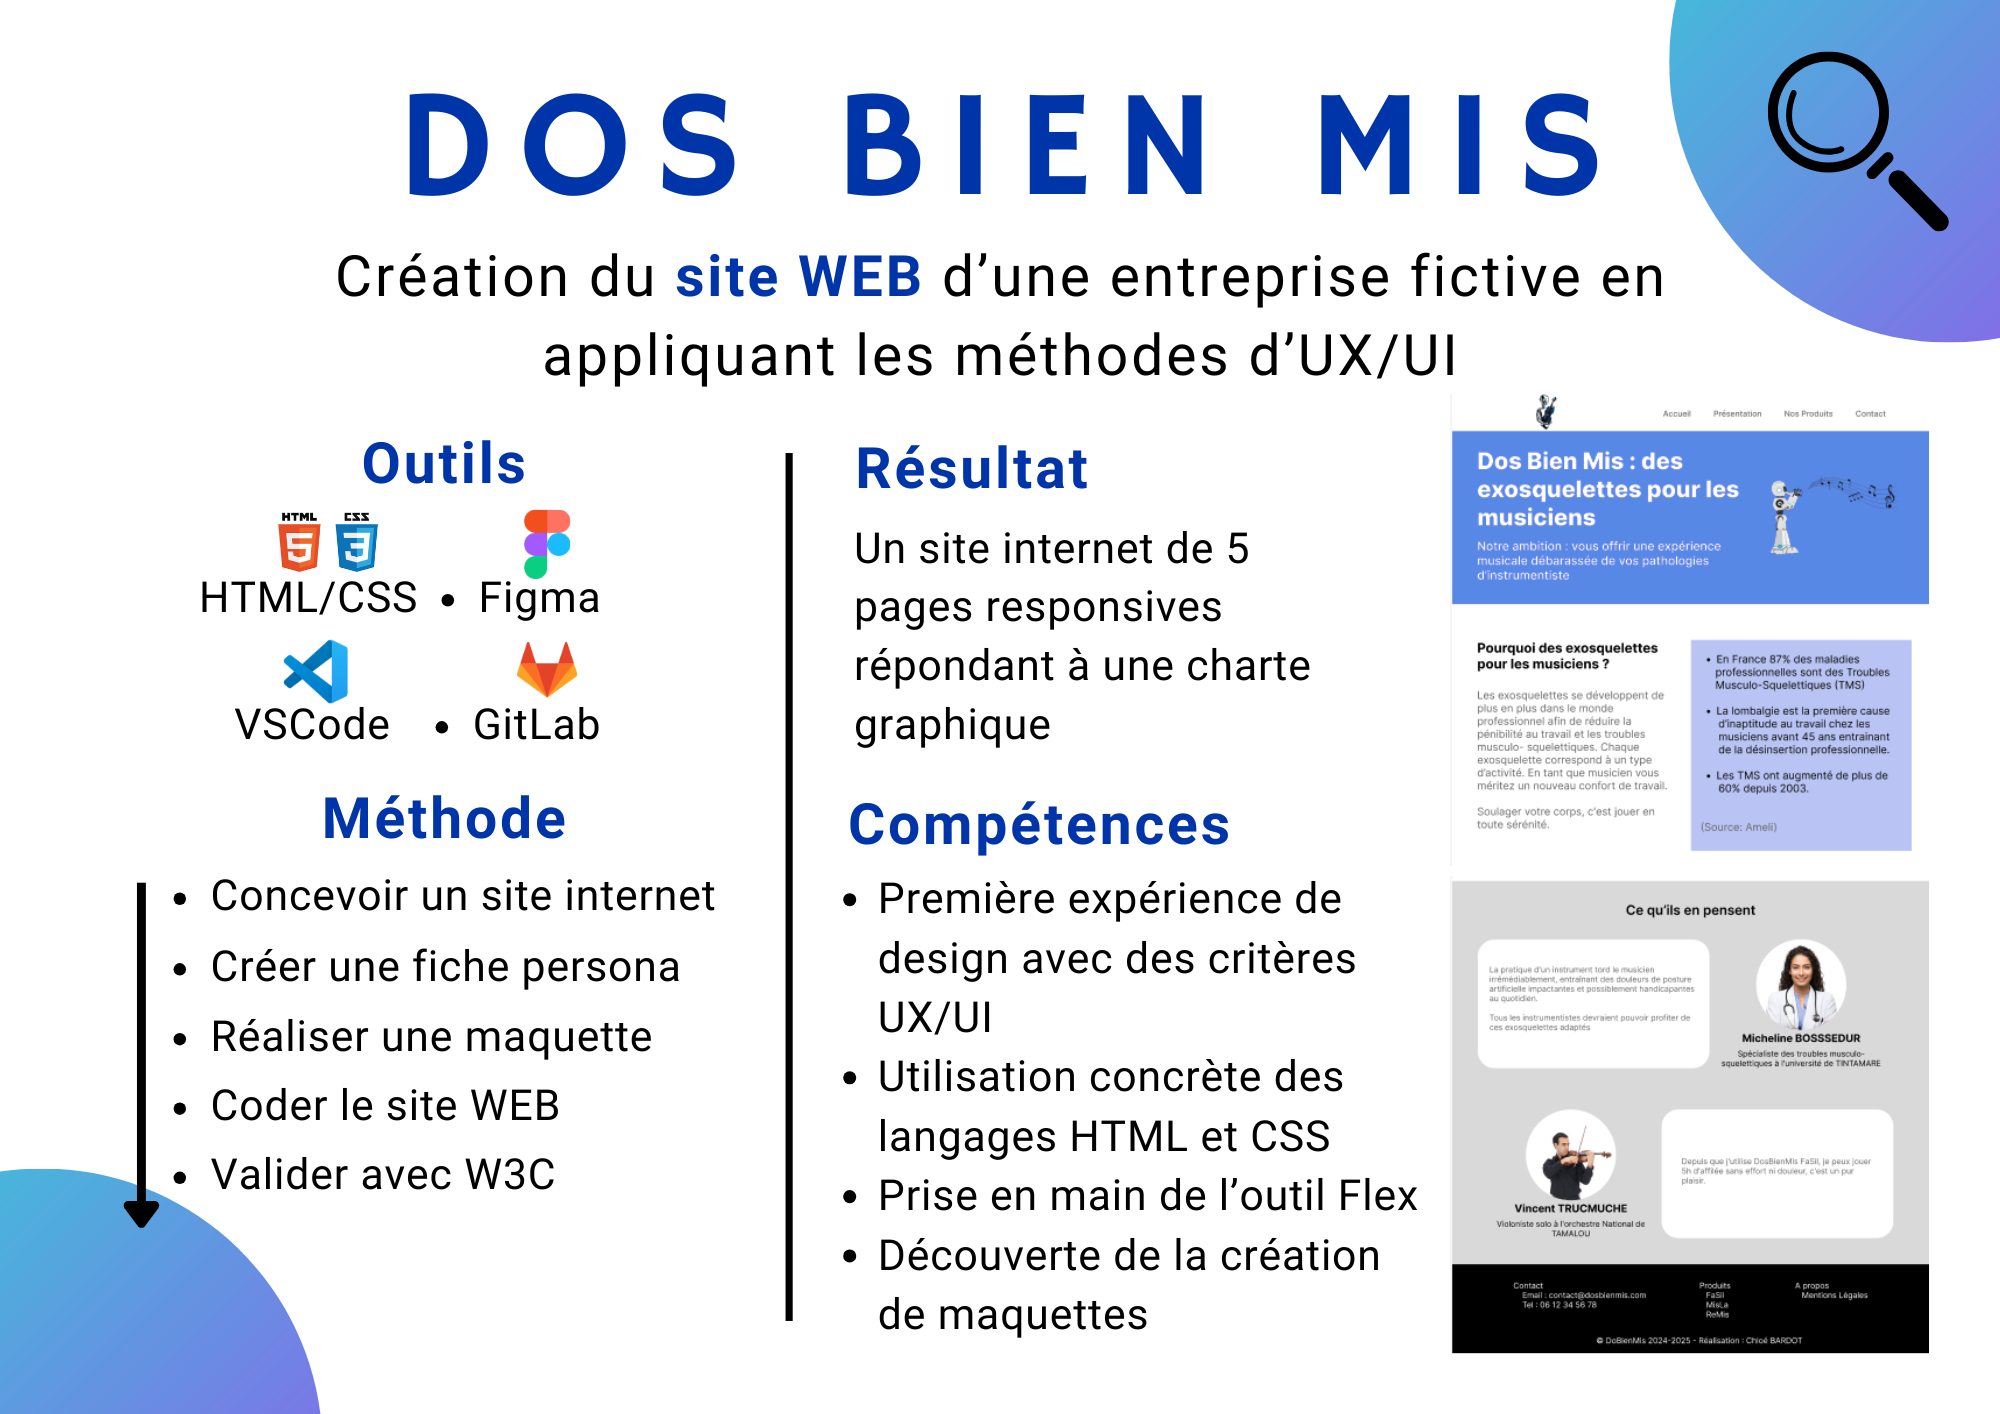 DOS BIEN MIS
Création du site WEB d’une entreprise fictive en
appliquant les méthodes d’UX/UI
Outils
HTML
5
CSS
3
HTML/CSS • Figma
VSCode • GitLab
Méthode
• Concevoir un site internet
• Créer une fiche persona
• Réaliser une maquette
• Coder le site WEB
• Valider avec W3C
Résultat
Un site internet de 5
pages responsives
répondant à une charte
graphique
Compétences
• Première expérience de
design avec des critères
UX/UI
• Utilisation concrète des
langages HTML et CSS
• Prise en main de l’outil Flex
• Découverte de la création
de maquettes
Accueil Présentation Nos Produits Contact
Dos Bien Mis : des
exosquelettes pour les
musiciens
Notre ambition : vous offrir une expérience
musicale débarassée de vos pathologies
d'instrumentiste
Pourquoi des exosquelettes
pour les musiciens ?
Les exosquelettes se développent de
plus en plus dans le monde
professionnel afin de réduire la
pénibilité au travail et les troubles
musculo- squelettiques. Chaque
exosquelette correspond à un type
d'activité. En tant que musicien vous
méritez un nouveau confort de travail.
Soulager votre corps, c'est jouer en
toute sérénité.
• En France 87% des maladies
professionnelles sont des Troubles
Musculo-Squelettiques (TMS)
• La lombalgie est la première cause
d'inaptitude au travail chez les
musiciens avant 45 ans entrainant
de la désinsertion professionnelle.
• Les TMS ont augmenté de plus de
60% depuis 2003.
(Source: Ameli)
Ce qu'ils en pensent
La pratique d'un instrument tord le musicien
irrémédiablement, entraînant des douleurs de posture
artificielle impactantes et possiblement handicapantes
au quotidien.
Tous les instrumentistes devraient pouvoir profiter de
ces exosquelettes adaptés
Micheline BOSSSEDUR
Spécialiste des troubles musculo-
squelettiques à l'université de TINTAMARE
Vincent TRUCMUCHE
Violoniste solo à l'orchestre National de
TAMALOU
Depuis que j'utilise DosBienMis FaSil, je peux jouer
5h d'affilée sans effort ni douleur, c'est un pur
plaisir.
Contact
Email : contact@dosbienmis.com
Tel : 06 12 34 56 78
Produits
FaSil
MisLa
ReMis
A propos
Mentions Légales
© DoBienMis 2024-2025 - Réalisation : Chloé BARDOT